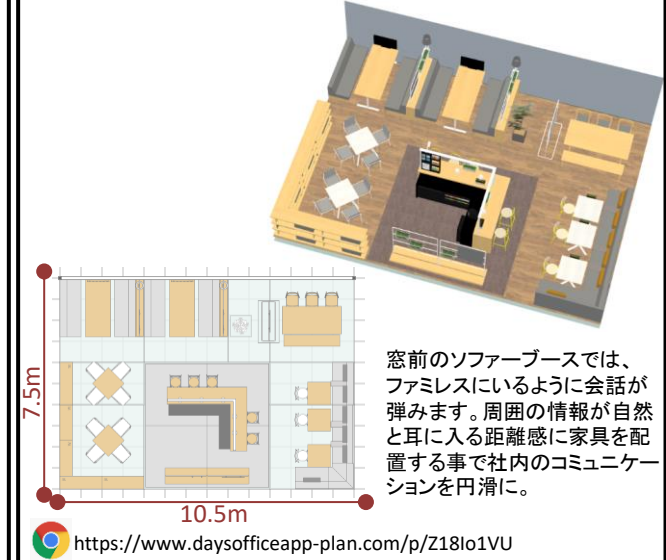 窓前のソファーブースでは、
ファミレスにいるように会話が
弾みます。周囲の情報が自然
と耳に入る距離感に家具を配
置する事で社内のコミュニケー
ションを円滑に。
7.5m
10.5m
https://www.daysofficeapp-plan.com/p/Z18Io1VU